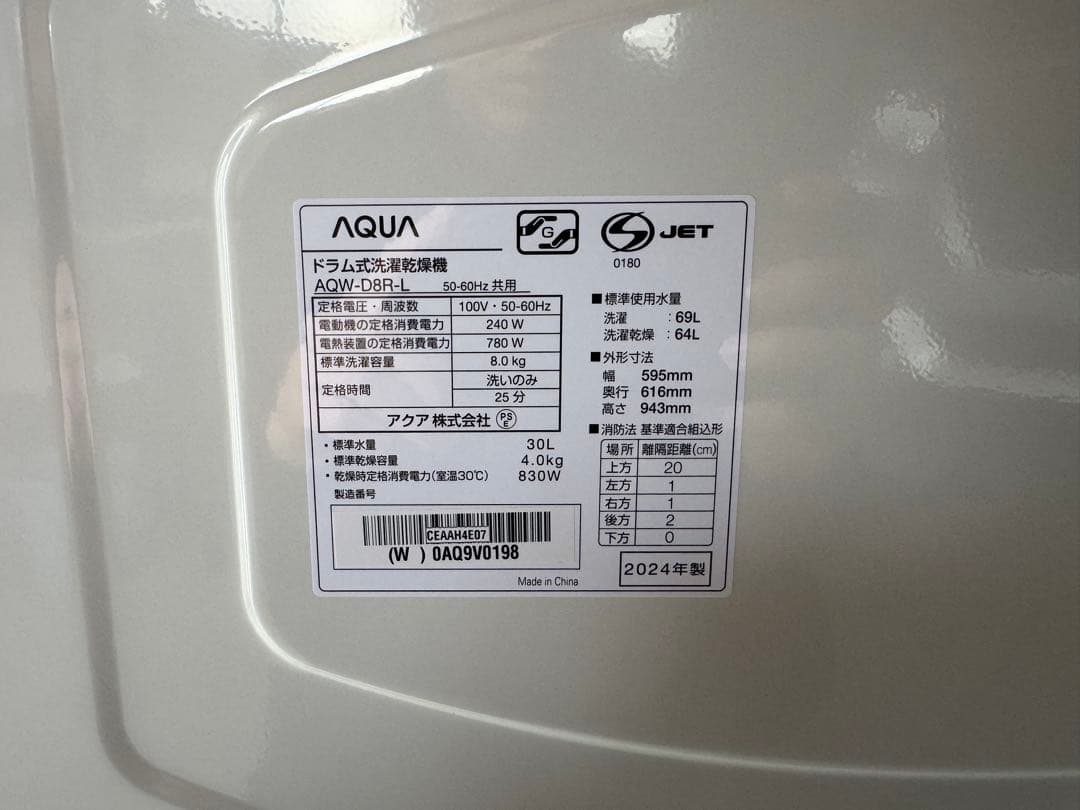 AQUA
G
S JET
0180
ドラム式洗濯乾燥機
AQW-D8R-L 50-60Hz 共用
定格電圧・周波数 100V・50-60Hz
電動機の定格消費電力 240 W
電熱装置の定格消費電力 780 W
標準洗濯容量 8.0 kg
定格時間 洗いのみ
25 分
アクア 株式会社 PSE
・標準水量 30L
・標準乾燥容量 4.0kg
・乾燥時定格消費電力(室温30℃) 830W
製造番号
CEAAH4E07
(W ) 0AQ9V0198
Made in China
■標準使用水量
洗濯 :69L
洗濯乾燥 :64L
■外形寸法
幅 595mm
奥行 616mm
高さ 943mm
■消防法 基準適合組込形
場所 離隔距離(cm)
上方 20
左方 1
右方 1
後方 2
下方 0
2024年製